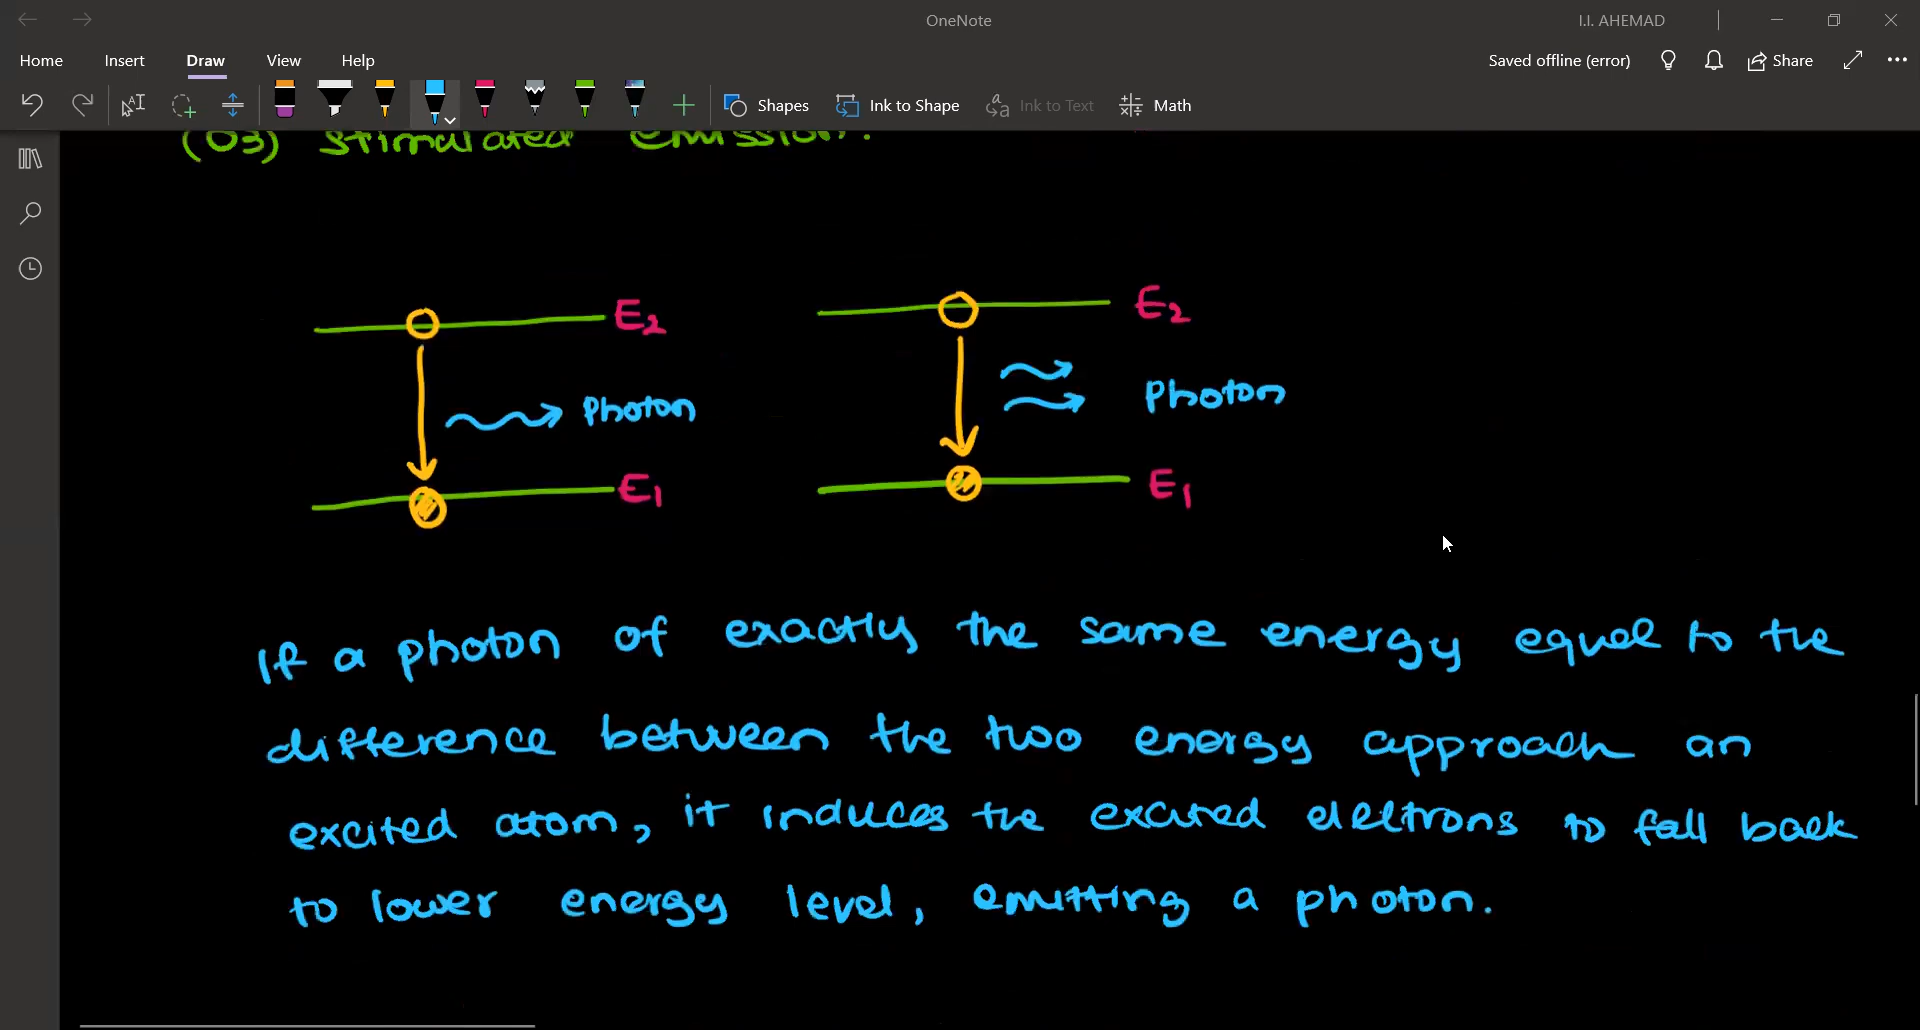 OneNote
I.I. AHEMAD
Home Insert Draw View Help
Saved offline (error) Share
Shapes Ink to Shape Ink to Text Math
(03) Stimulated emission.
E2 E2
Photon Photon
E1 E1
If a photon of exactly the same energy equal to the
difference between the two energy approach an
excited atom, it induces the excited electrons to fall back
to lower energy level, emitting a photon.